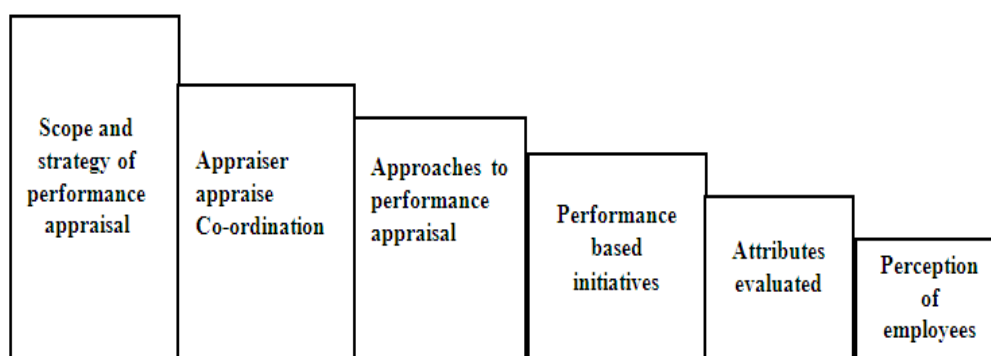 Scope and
strategy of
performance
appraisal
Appraiser
appraise
Co-ordination
Approaches to
performance
appraisal
Performance
based
initiatives
Attributes
evaluated
Perception
of
employees